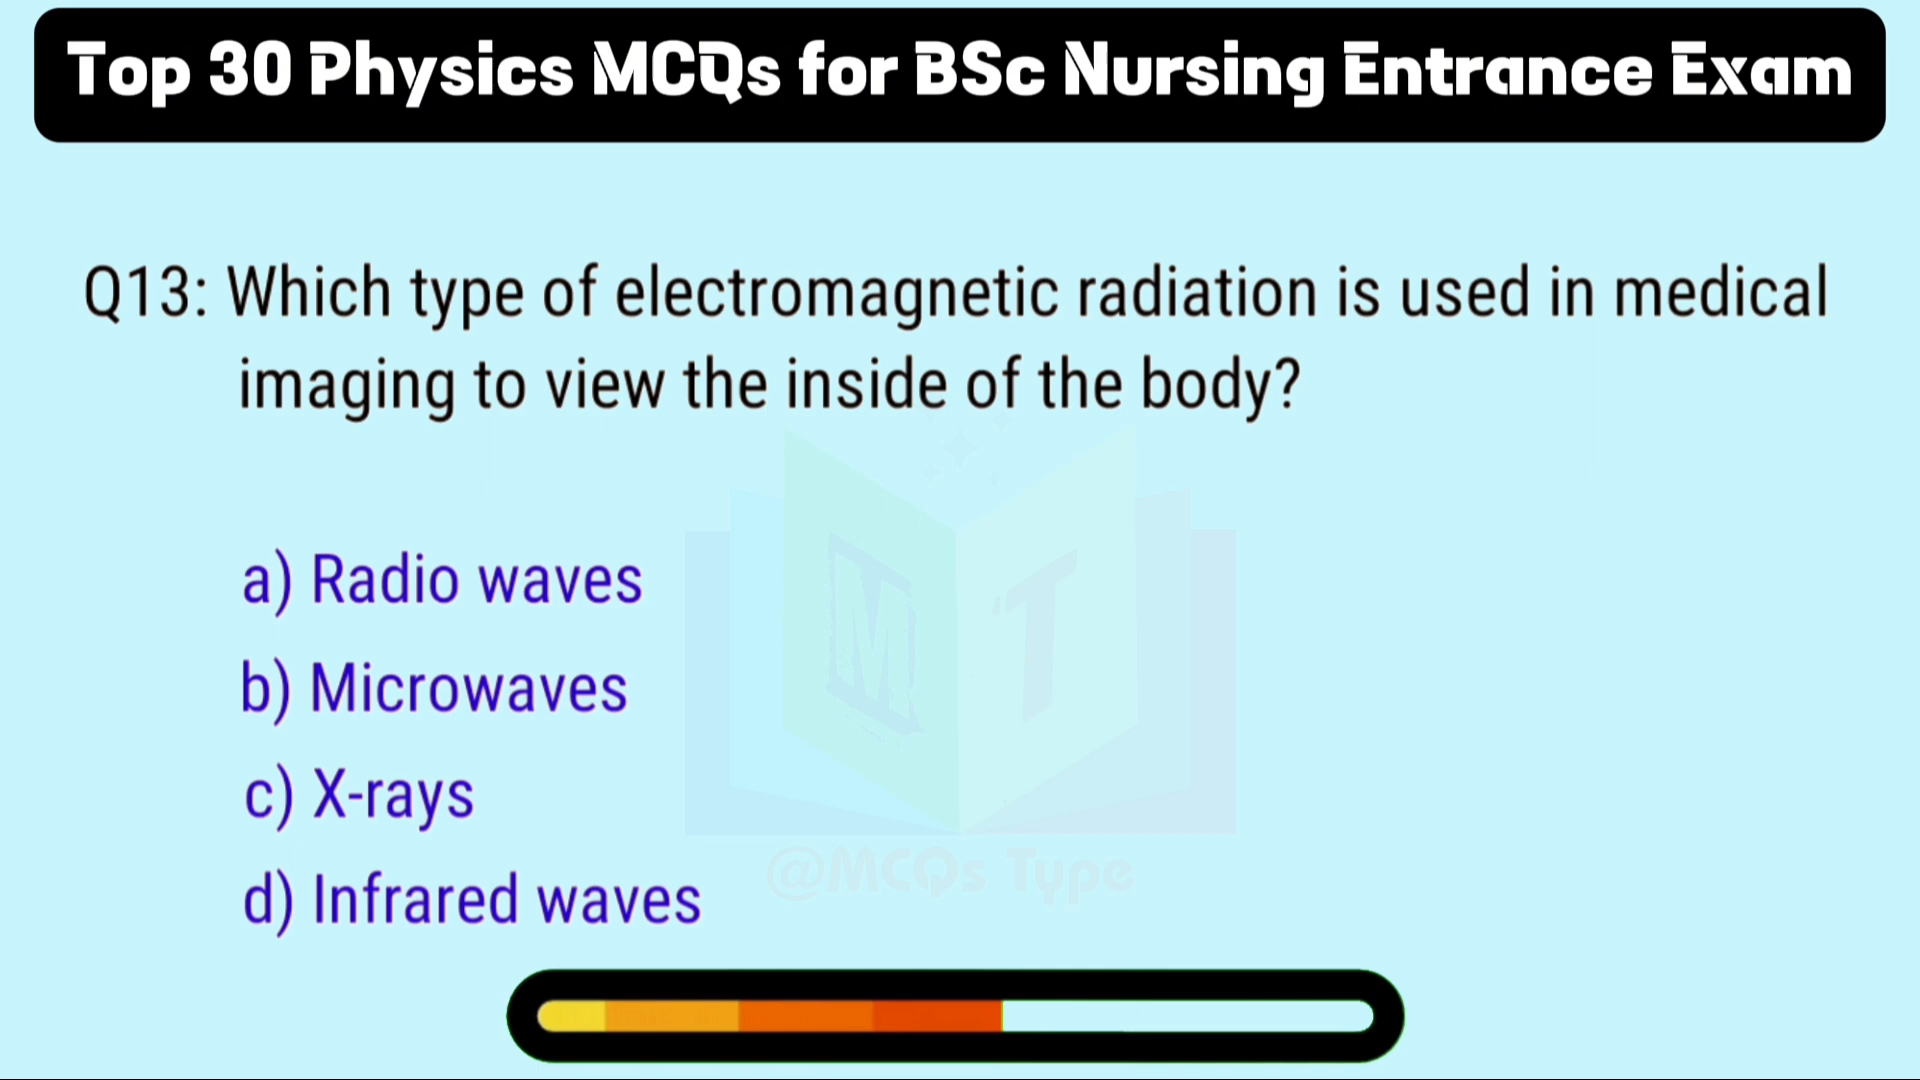 Top 30 Physics MCQs for BSc Nursing Entrance Exam
Q13: Which type of electromagnetic radiation is used in medical
imaging to view the inside of the body?
a) Radio waves
b) Microwaves
c) X-rays
d) Infrared waves
M T
@MCQs Type